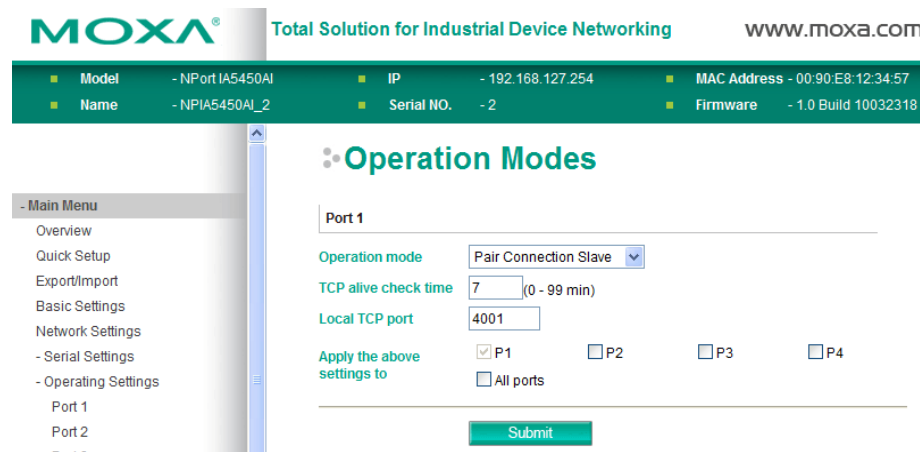 MOXA® Total Solution for Industrial Device Networking www.moxa.com
Model - NPort IA5450AI IP - 192.168.127.254 MAC Address - 00:90:E8:12:34:57
Name - NPIA5450AI_2 Serial NO. - 2 Firmware - 1.0 Build 10032318
Operation Modes
- Main Menu
Overview
Quick Setup
Export/Import
Basic Settings
Network Settings
- Serial Settings
- Operating Settings
Port 1
Port 2
Port 1
Operation mode Pair Connection Slave
TCP alive check time 7 (0 - 99 min)
Local TCP port 4001
Apply the above settings to P1 P2 P3 P4
All ports
Submit